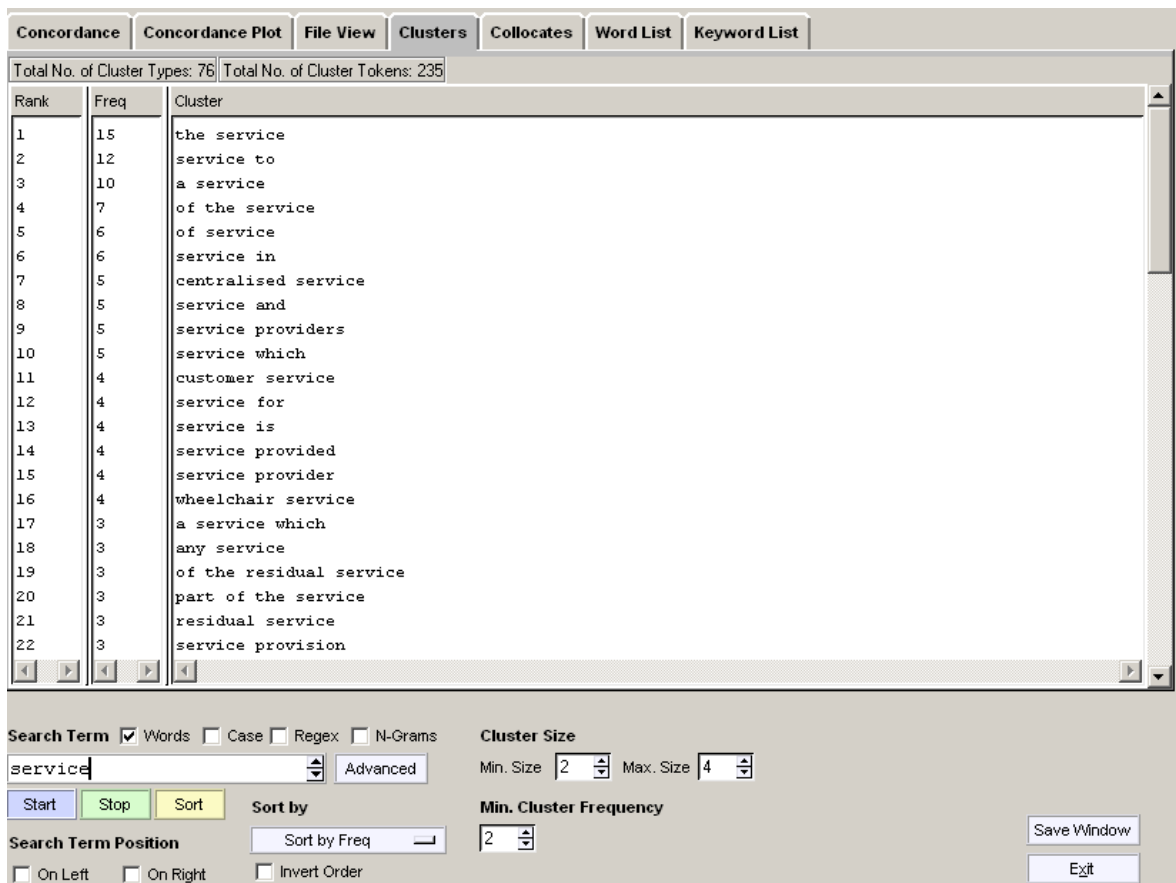 Concordance Concordance Plot File View Clusters Collocates Word List Keyword List
Total No. of Cluster Types: 76 Total No. of Cluster Tokens: 235
Rank Freq Cluster
1 15 the service
2 12 service to
3 10 a service
4 7 of the service
5 6 of service
6 6 service in
7 5 centralised service
8 5 service and
9 5 service providers
10 5 service which
11 4 customer service
12 4 service for
13 4 service is
14 4 service provided
15 4 service provider
16 4 wheelchair service
17 3 a service which
18 3 any service
19 3 of the residual service
20 3 part of the service
21 3 residual service
22 3 service provision
Search Term Words Case Regex N-Grams Cluster Size
service Advanced Min. Size 2 Max. Size 4
Start Stop Sort Sort by Min. Cluster Frequency
Search Term Position Sort by Freq 2 Save Window
On Left On Right Invert Order Exit